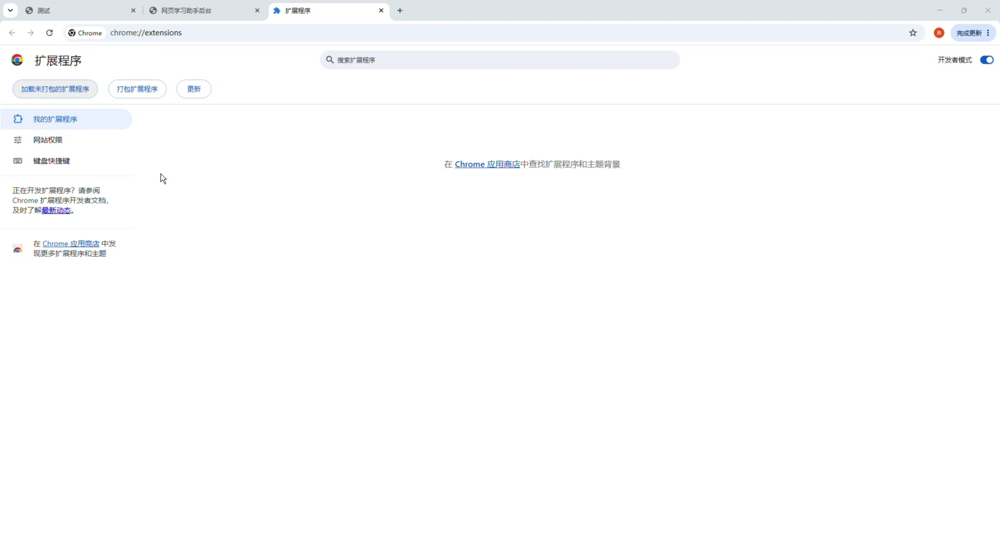 测试
网页学习助手后台
扩展程序
Chrome
chrome://extensions
完成更新
扩展程序
搜索扩展程序
开发者模式
加载未打包的扩展程序
打包扩展程序
更新
我的扩展程序
网站权限
键盘快捷键
在 Chrome 应用商店中查找扩展程序和主题背景
正在开发扩展程序？请参阅
Chrome 扩展程序开发者文档，
及时了解最新动态。
在 Chrome 应用商店 中发
现更多扩展程序和主题